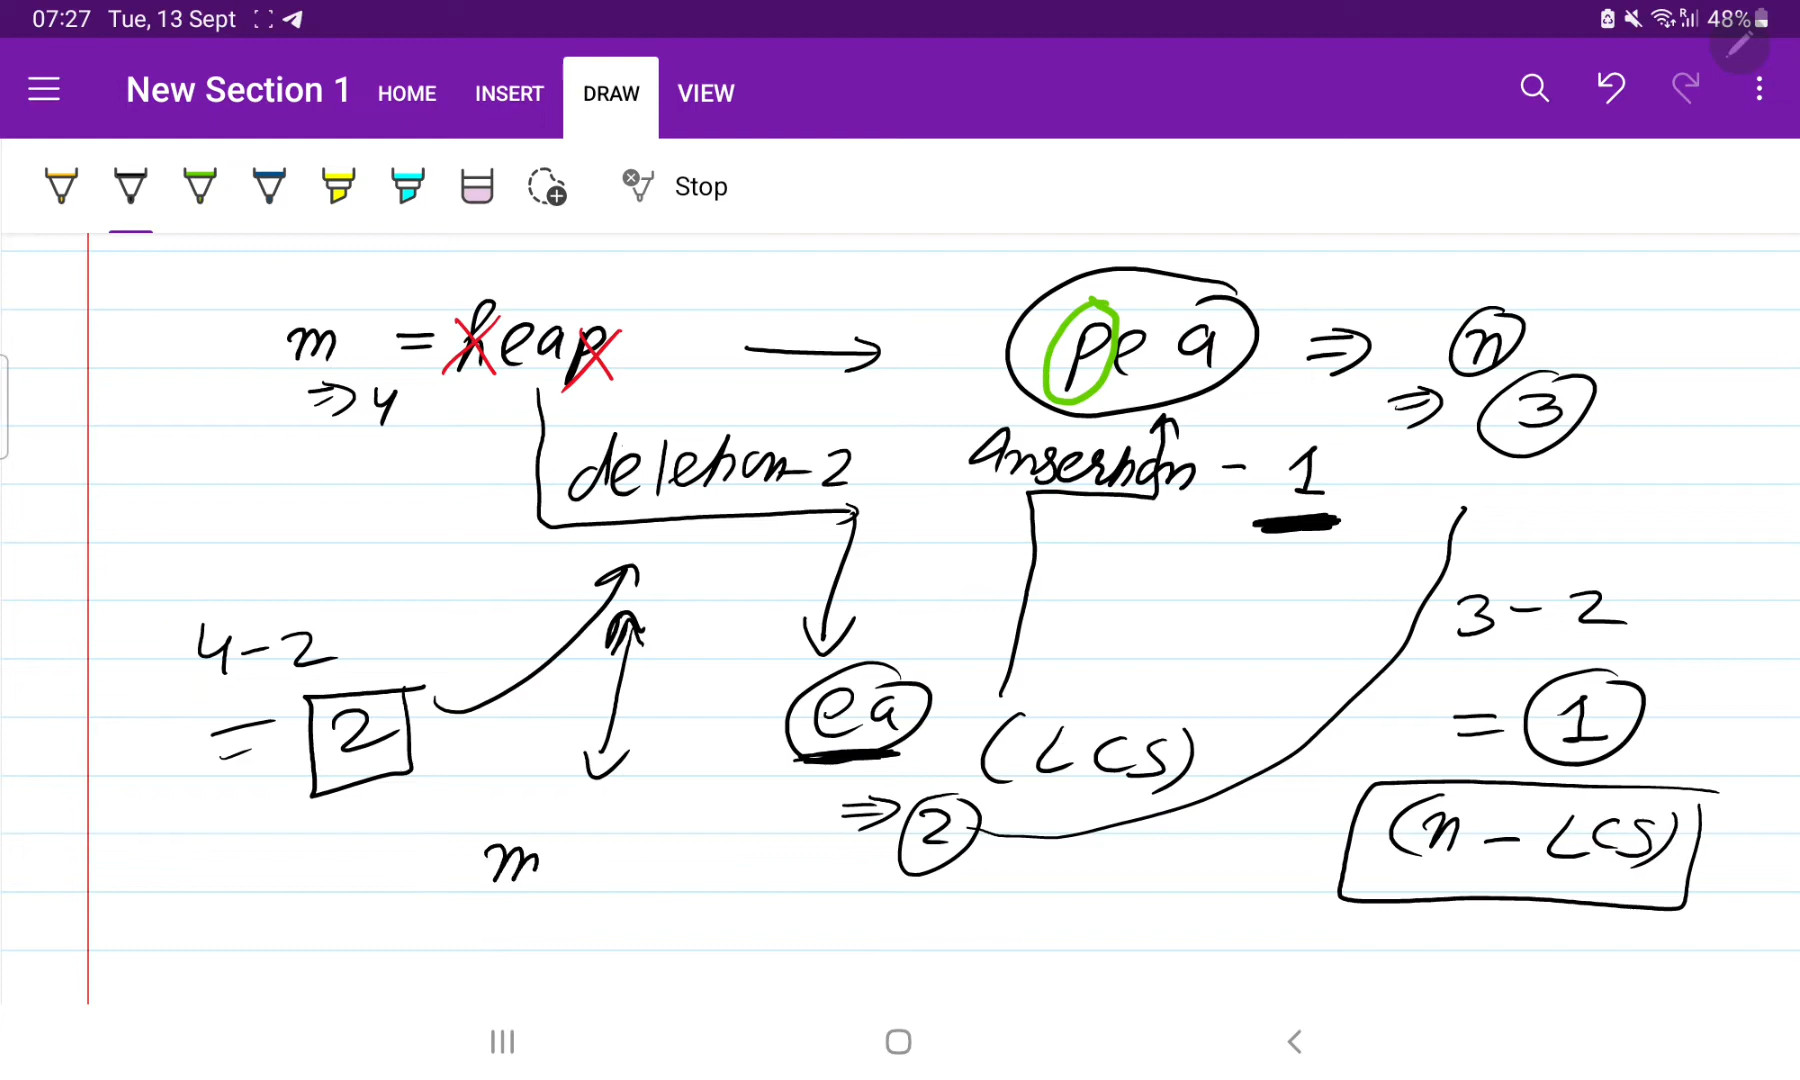 07:27 Tue, 13 Sept 48%
New Section 1 HOME INSERT DRAW VIEW
Stop
m = heap → pea ⇒ n
⇒ 4 ⇒ 3
deletion-2 Insertion - 1
4-2 3-2
= 2 ea (LCS) = 1
⇒ 2 (n - LCS)
m